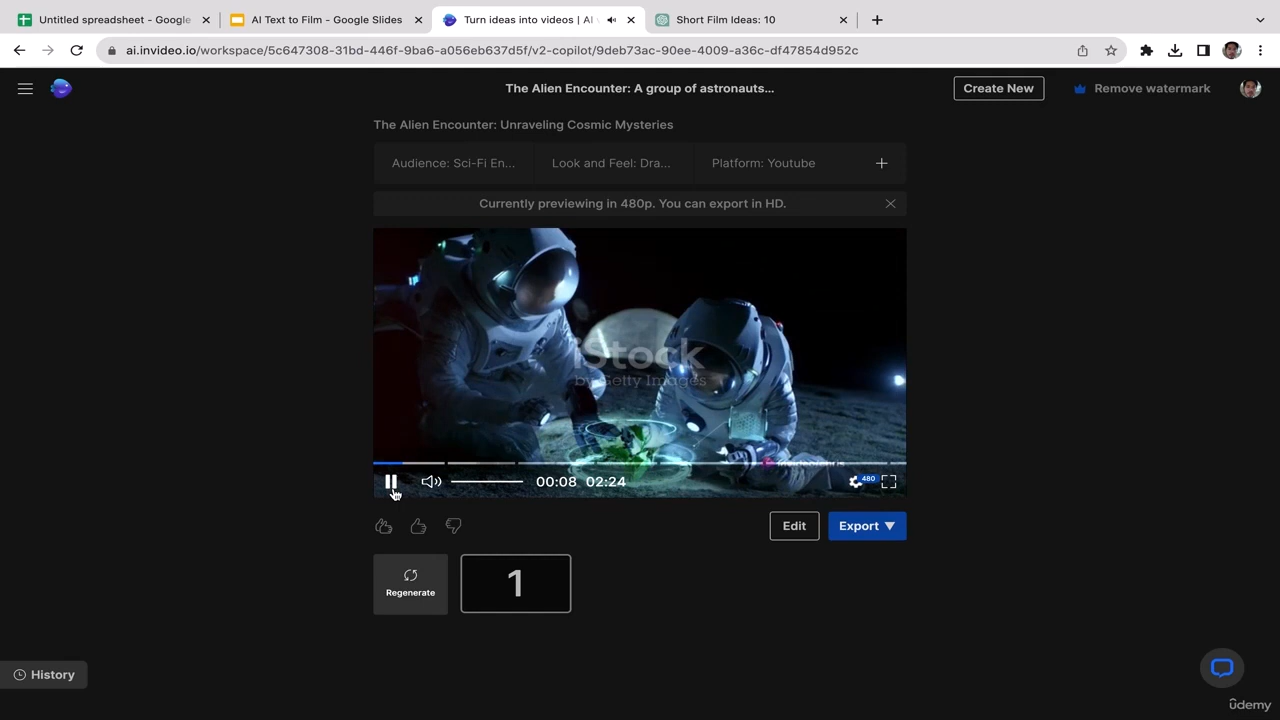 Untitled spreadsheet - Google
AI Text to Film - Google Slides
Turn ideas into videos | AI
Short Film Ideas: 10
ai.invideo.io/workspace/5c647308-31bd-446f-9ba6-a056eb637d5f/v2-copilot/9deb73ac-90ee-4009-a36c-df47854d952c
The Alien Encounter: A group of astronauts...
Create New
Remove watermark
The Alien Encounter: Unraveling Cosmic Mysteries
Audience: Sci-Fi En...
Look and Feel: Dra...
Platform: Youtube
Currently previewing in 480p. You can export in HD.
iStock
by Getty Images
00:08 02:24
480
Edit
Export
Regenerate
1
History
udemy